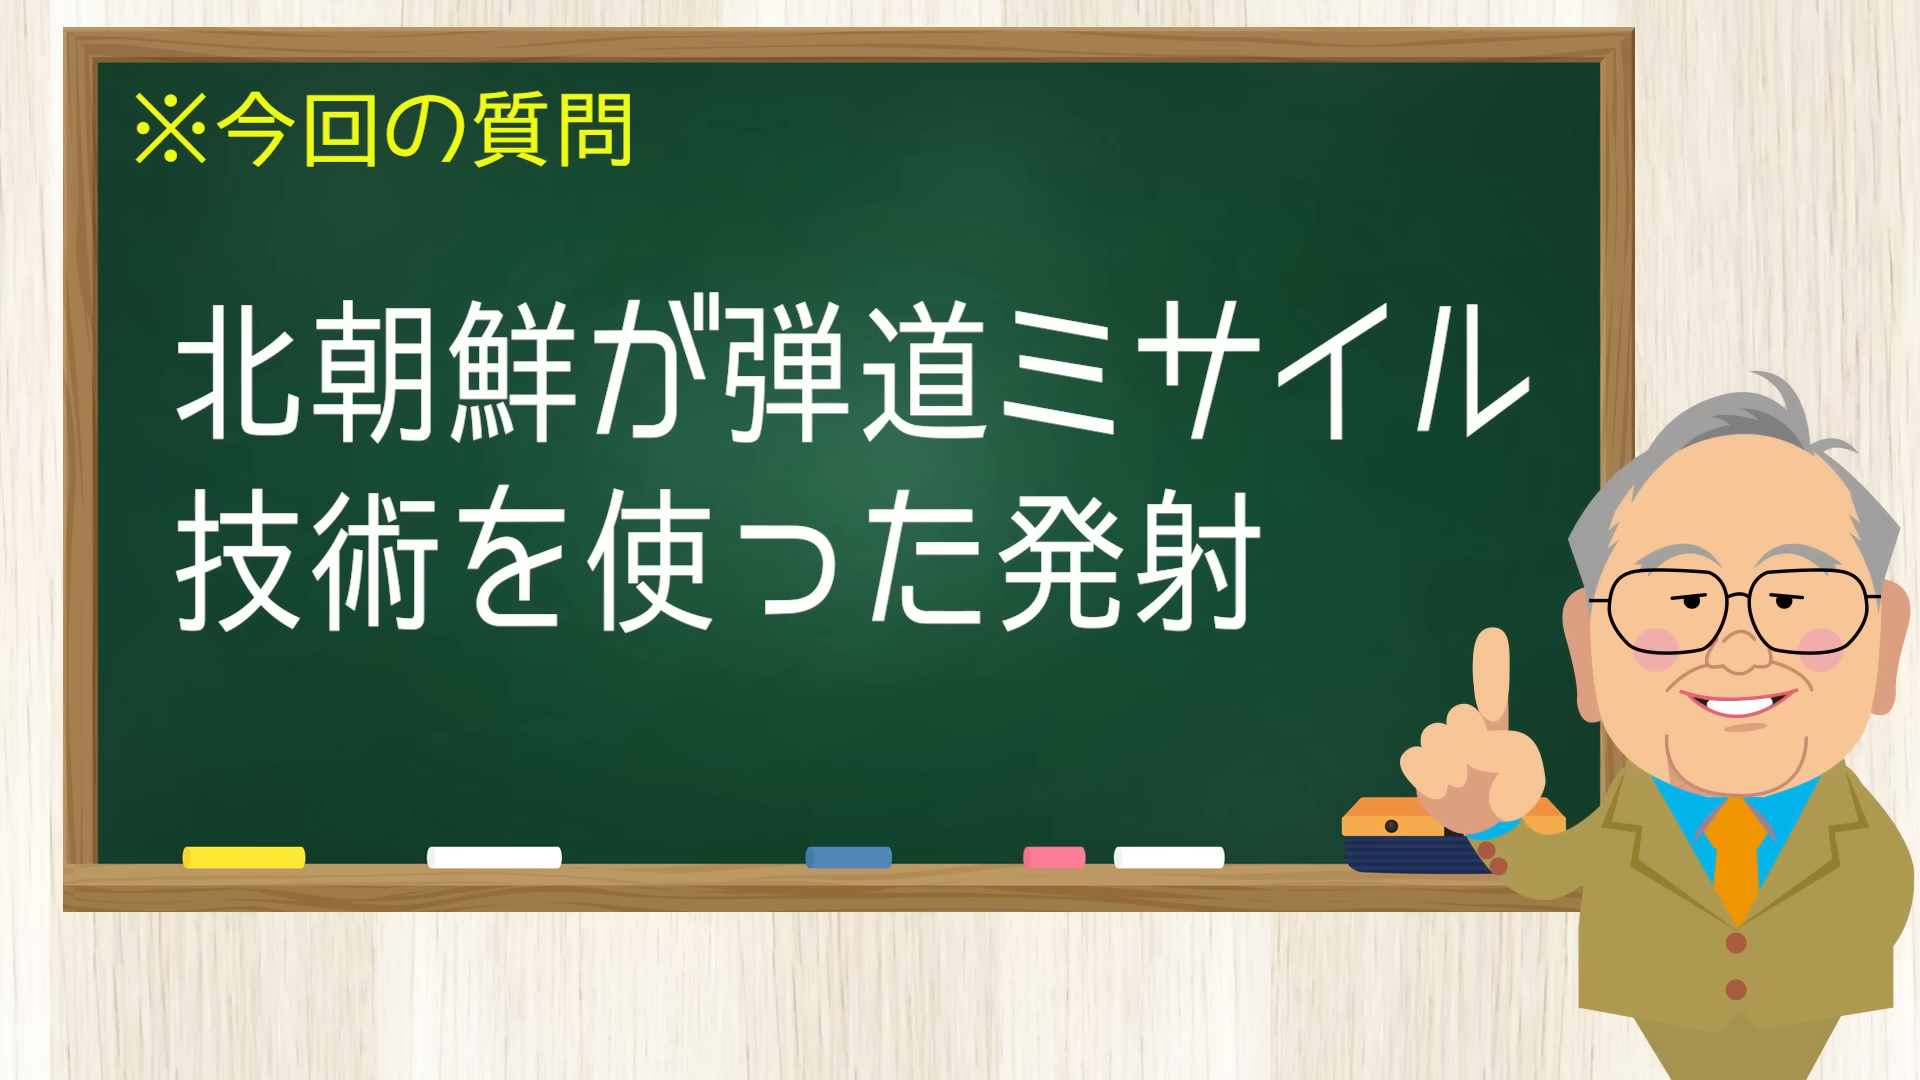 ※今回の質問
北朝鮮が弾道ミサイル
技術を使った発射